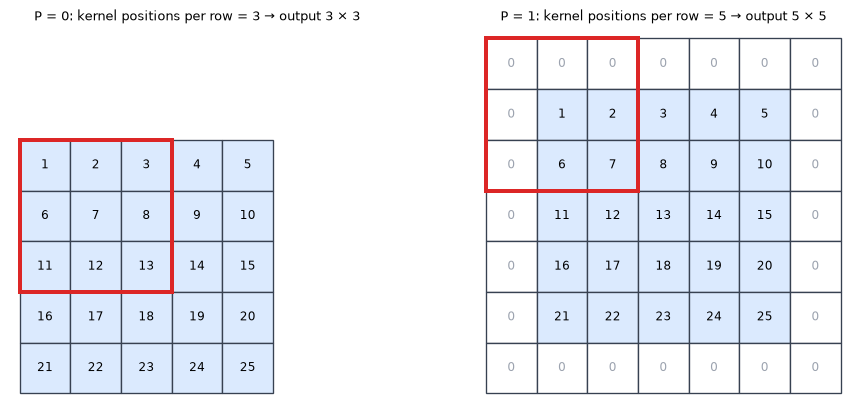 P = 0: kernel positions per row = 3 → output 3 × 3
1 2 3 4 5
6 7 8 9 10
11 12 13 14 15
16 17 18 19 20
21 22 23 24 25
P = 1: kernel positions per row = 5 → output 5 × 5
0 0 0 0 0 0 0
0 1 2 3 4 5 0
0 6 7 8 9 10 0
0 11 12 13 14 15 0
0 16 17 18 19 20 0
0 21 22 23 24 25 0
0 0 0 0 0 0 0